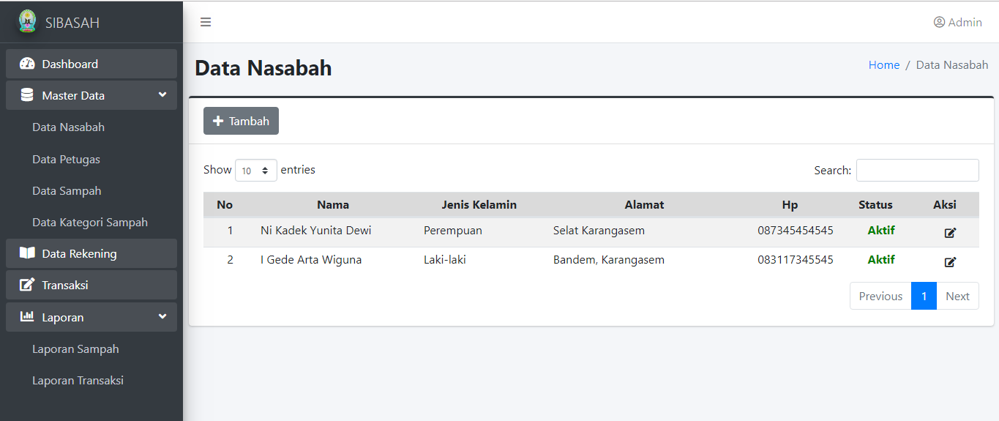 SIBASAH
Admin
Dashboard
Master Data
Data Nasabah
Data Petugas
Data Sampah
Data Kategori Sampah
Data Rekening
Transaksi
Laporan
Laporan Sampah
Laporan Transaksi
Data Nasabah
Home / Data Nasabah
Tambah
Show 10 entries
Search:
No Nama Jenis Kelamin Alamat Hp Status Aksi
1 Ni Kadek Yunita Dewi Perempuan Selat Karangasem 087345454545 Aktif
2 I Gede Arta Wiguna Laki-laki Bandem, Karangasem 083117345545 Aktif
Previous 1 Next